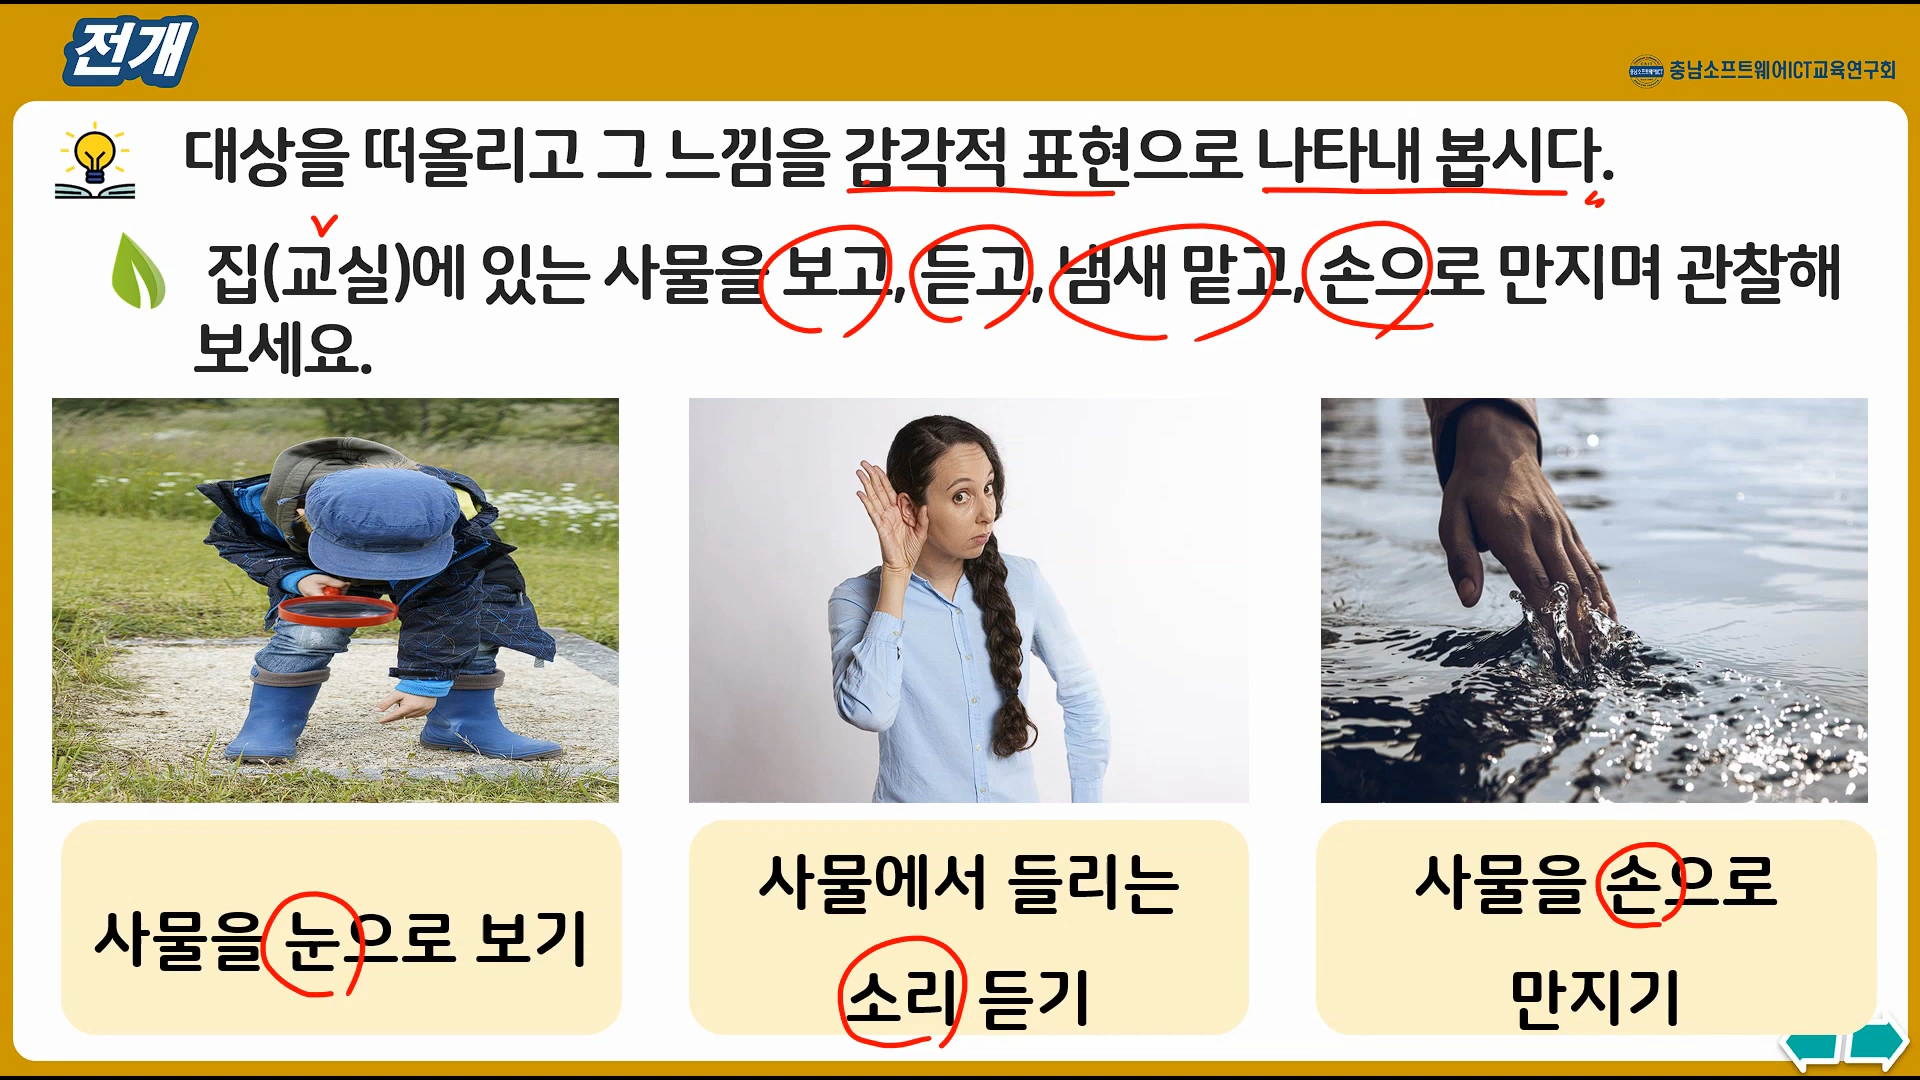 전개
충남소프트웨어ICT교육연구회
대상을 떠올리고 그 느낌을 감각적 표현으로 나타내 봅시다.
집(교실)에 있는 사물을 보고, 듣고, 냄새 맡고, 손으로 만지며 관찰해
보세요.
사물을 눈으로 보기
사물에서 들리는
소리 듣기
사물을 손으로
만지기